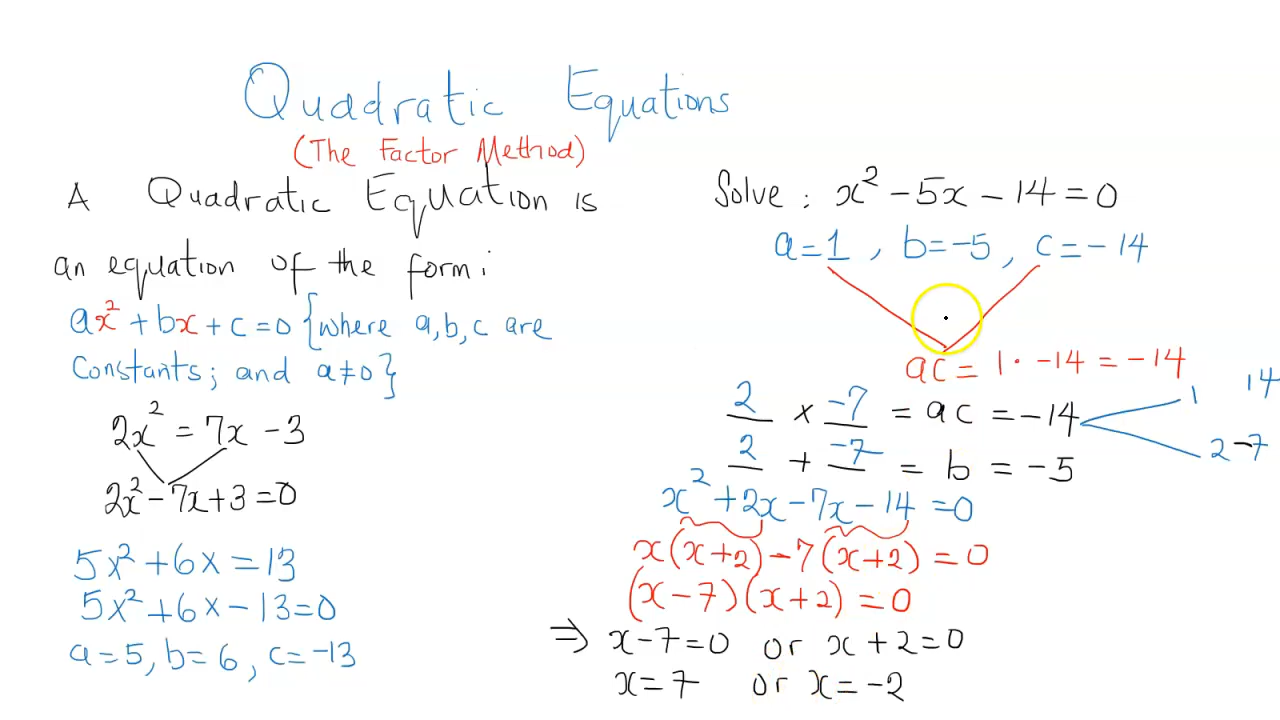 Quadratic Equations
(The Factor Method)
A Quadratic Equation is
an equation of the form:
ax² + bx + c = 0 {where a, b, c are
Constants; and a ≠ 0}
2x² = 7x - 3
2x² - 7x + 3 = 0
5x² + 6x = 13
5x² + 6x - 13 = 0
a = 5, b = 6, c = -13
Solve: x² - 5x - 14 = 0
a = 1, b = -5, c = -14
ac = 1 · -14 = -14
2 × -7 = ac = -14
1 14
2 -7
2 + -7 = b = -5
x² + 2x - 7x - 14 = 0
x(x+2) - 7(x+2) = 0
(x-7)(x+2) = 0
⇒ x - 7 = 0 or x + 2 = 0
x = 7 or x = -2